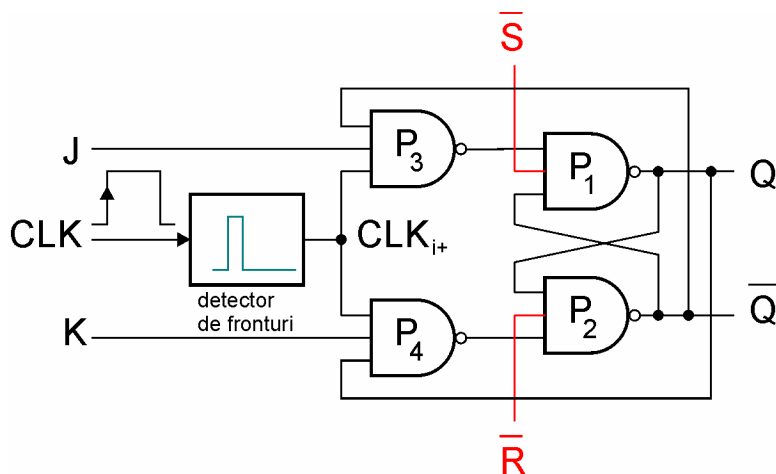 S̅
J
P3
P1
Q
CLK
CLKi+
detector
de fronturi
K
P4
P2
Q̅
R̅